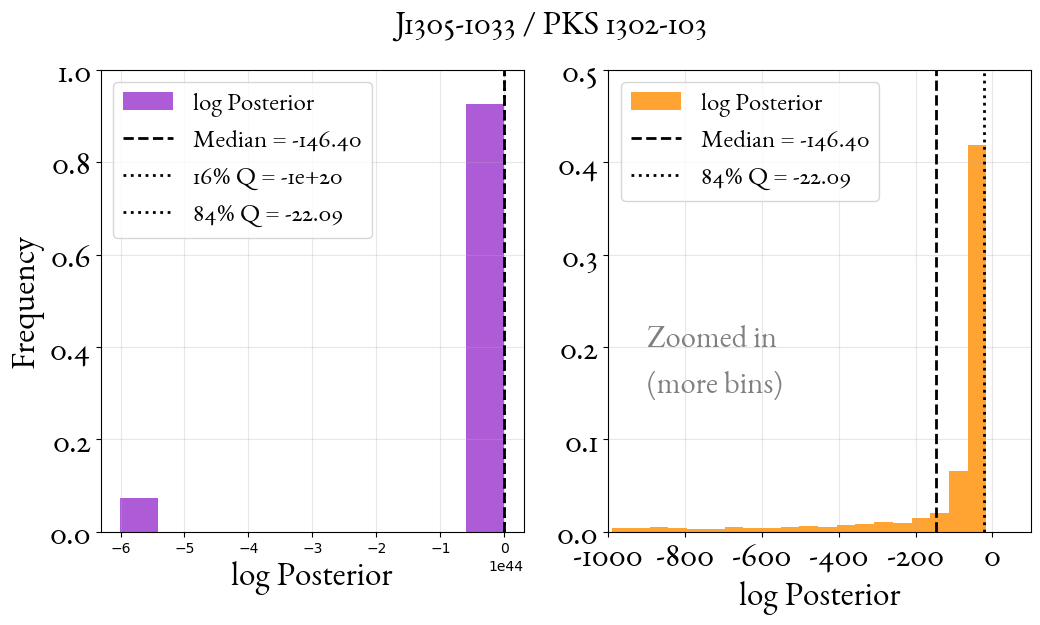 J1305-1033 / PKS 1302-103
log Posterior
Median = -146.40
16% Q = -1e+20
84% Q = -22.09
1.0
0.8
0.6
0.4
0.2
0.0
Frequency
−6 −5 −4 −3 −2 −1 0
1e44
log Posterior
log Posterior
Median = -146.40
84% Q = -22.09
Zoomed in
(more bins)
0.5
0.4
0.3
0.2
0.1
0.0
-1000 -800 -600 -400 -200 0
log Posterior